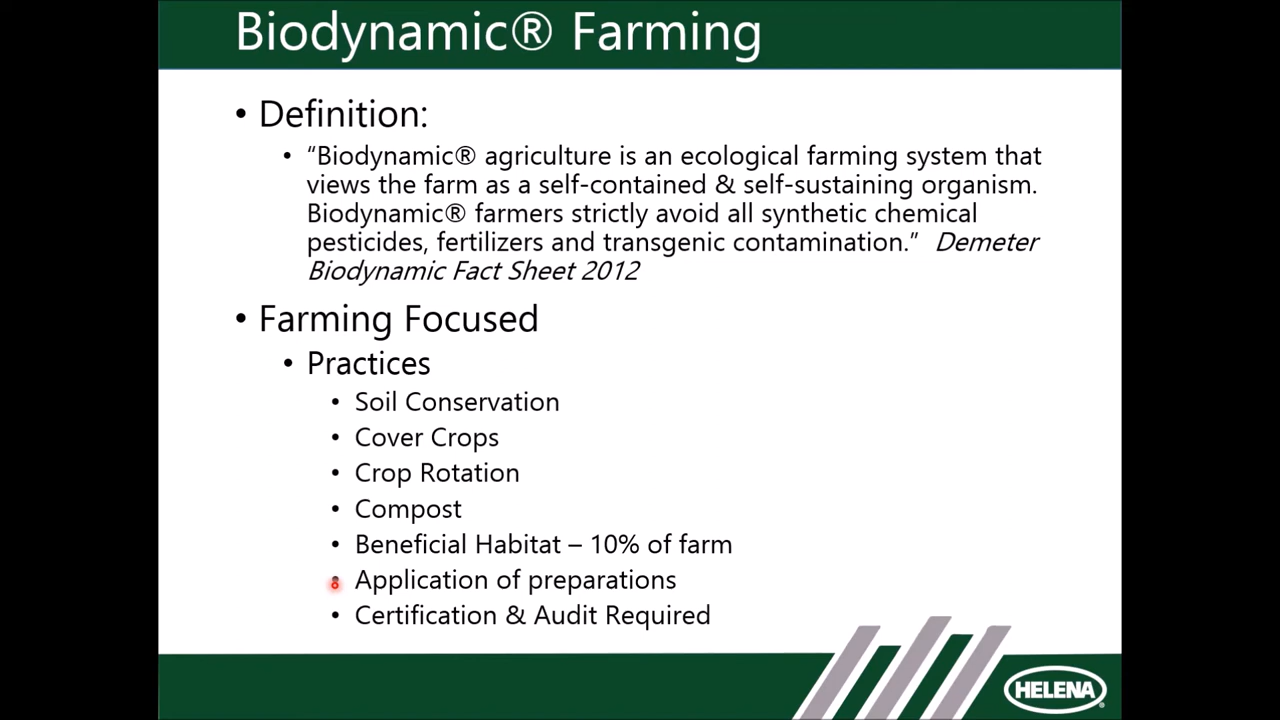 Biodynamic® Farming
• Definition:
• “Biodynamic® agriculture is an ecological farming system that
views the farm as a self-contained & self-sustaining organism.
Biodynamic® farmers strictly avoid all synthetic chemical
pesticides, fertilizers and transgenic contamination.” Demeter
Biodynamic Fact Sheet 2012
• Farming Focused
• Practices
• Soil Conservation
• Cover Crops
• Crop Rotation
• Compost
• Beneficial Habitat – 10% of farm
• Application of preparations
• Certification & Audit Required
HELENA®